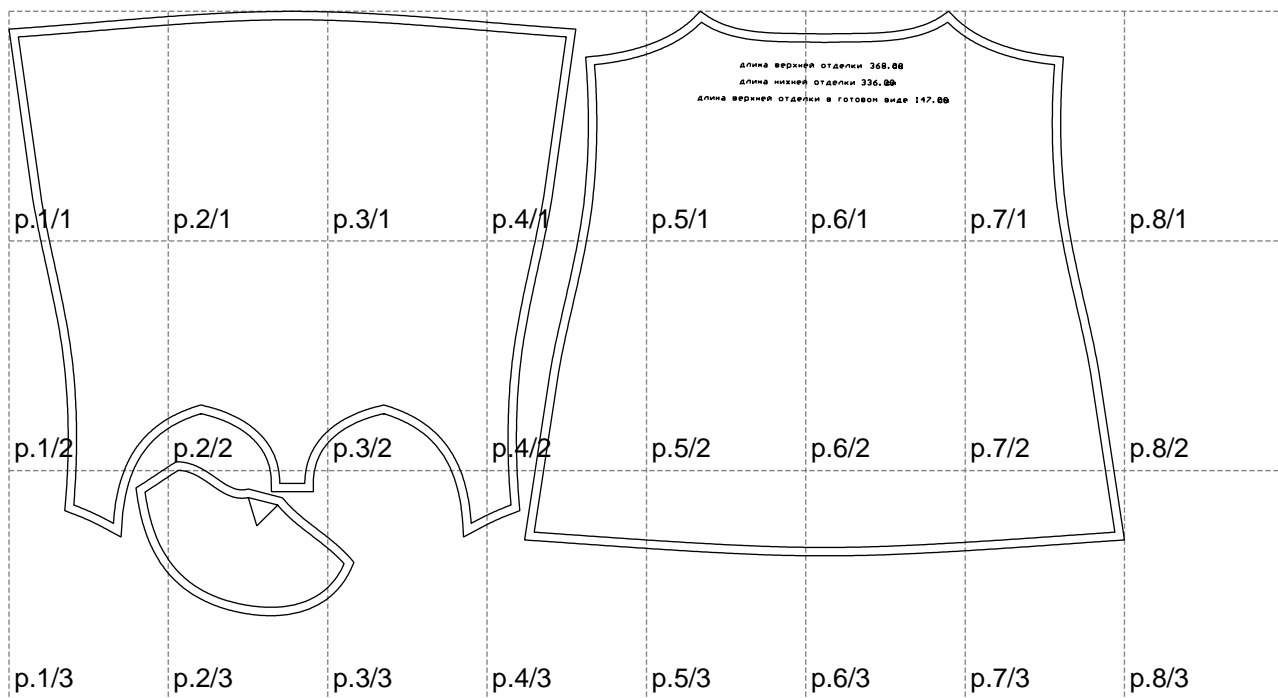 длина верхней отделки 368.00
длина нижней отделки 336.00
длина верхней отделки в готовом виде 147.00
p.1/1 p.2/1 p.3/1 p.4/1 p.5/1 p.6/1 p.7/1 p.8/1
p.1/2 p.2/2 p.3/2 p.4/2 p.5/2 p.6/2 p.7/2 p.8/2
p.1/3 p.2/3 p.3/3 p.4/3 p.5/3 p.6/3 p.7/3 p.8/3